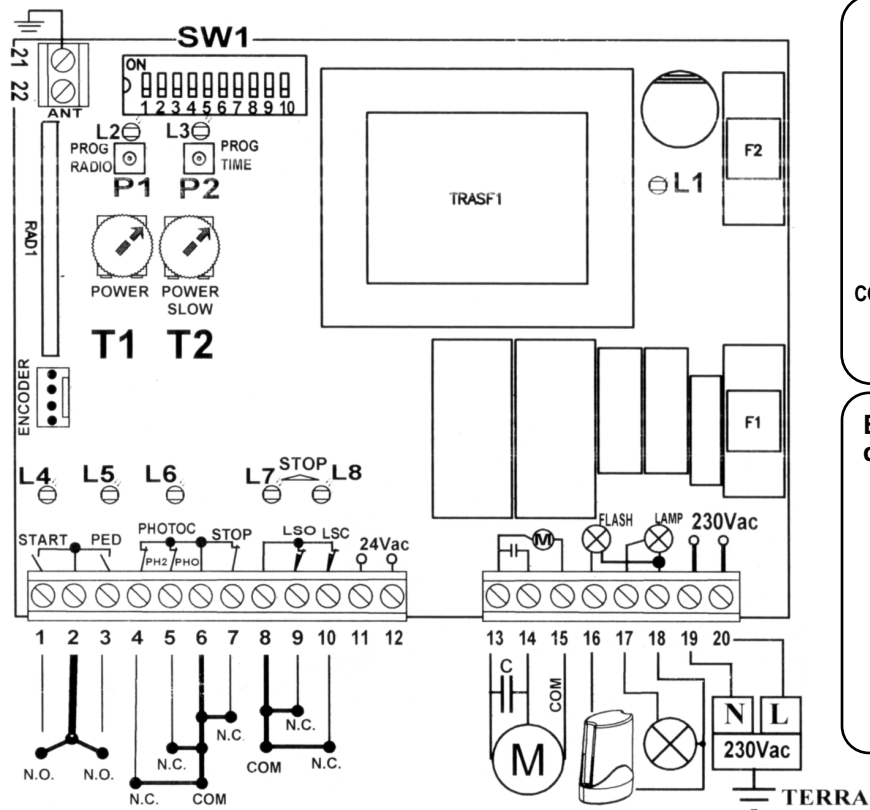 SW1
L21
22
ANT
ON
1 2 3 4 5 6 7 8 9 10
L2
L3
PROG
RADIO
PROG
TIME
P1
P2
RAD1
POWER
POWER
SLOW
T1
T2
ENCODER
TRASF1
L1
F2
F1
L4
L5
L6
L7
STOP
L8
START
PED
PHOTOC
STOP
PH2
PHO
LSO
LSC
24Vac
M
FLASH
LAMP
230Vac
1 2 3 4 5 6 7 8 9 10 11 12
13 14 15 16 17 18 19 20
N.O.
N.O.
N.C.
N.C.
COM
N.C.
COM
N.C.
N.C.
C
COM
M
N
L
230Vac
TERRA